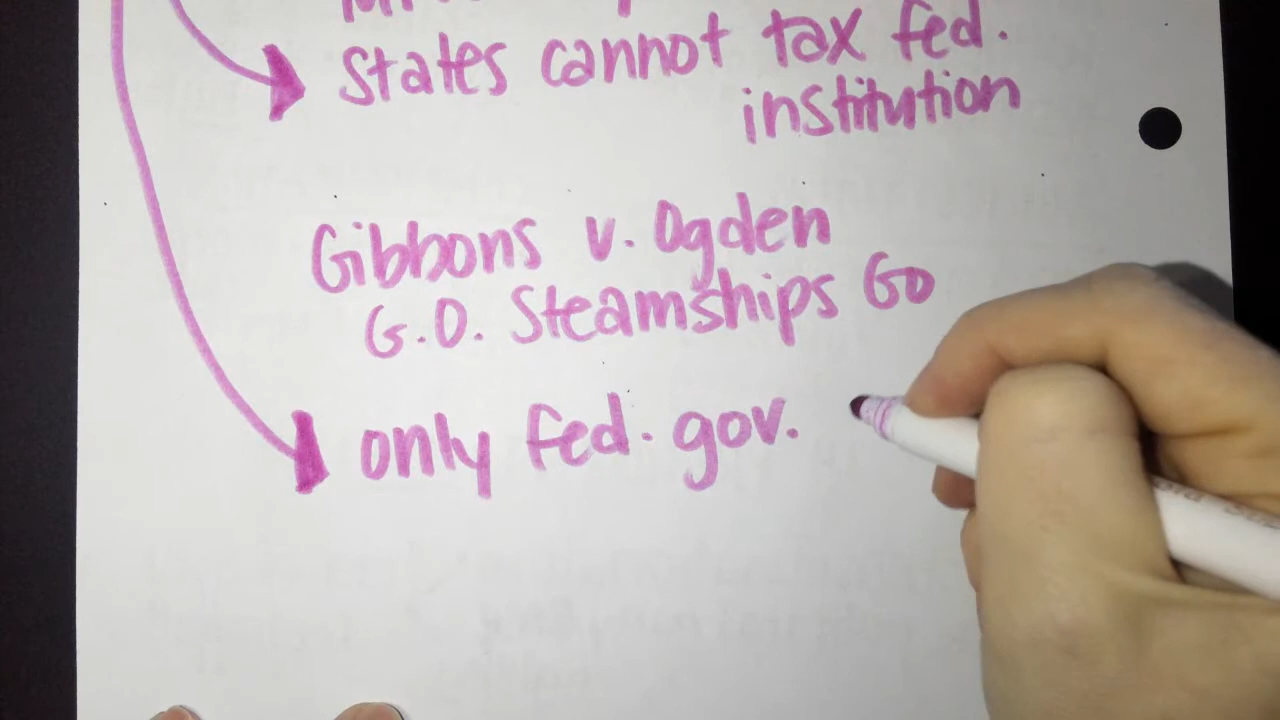 States cannot tax fed.
institution
Gibbons v. Ogden
G.O. Steamships Go
only fed. gov.